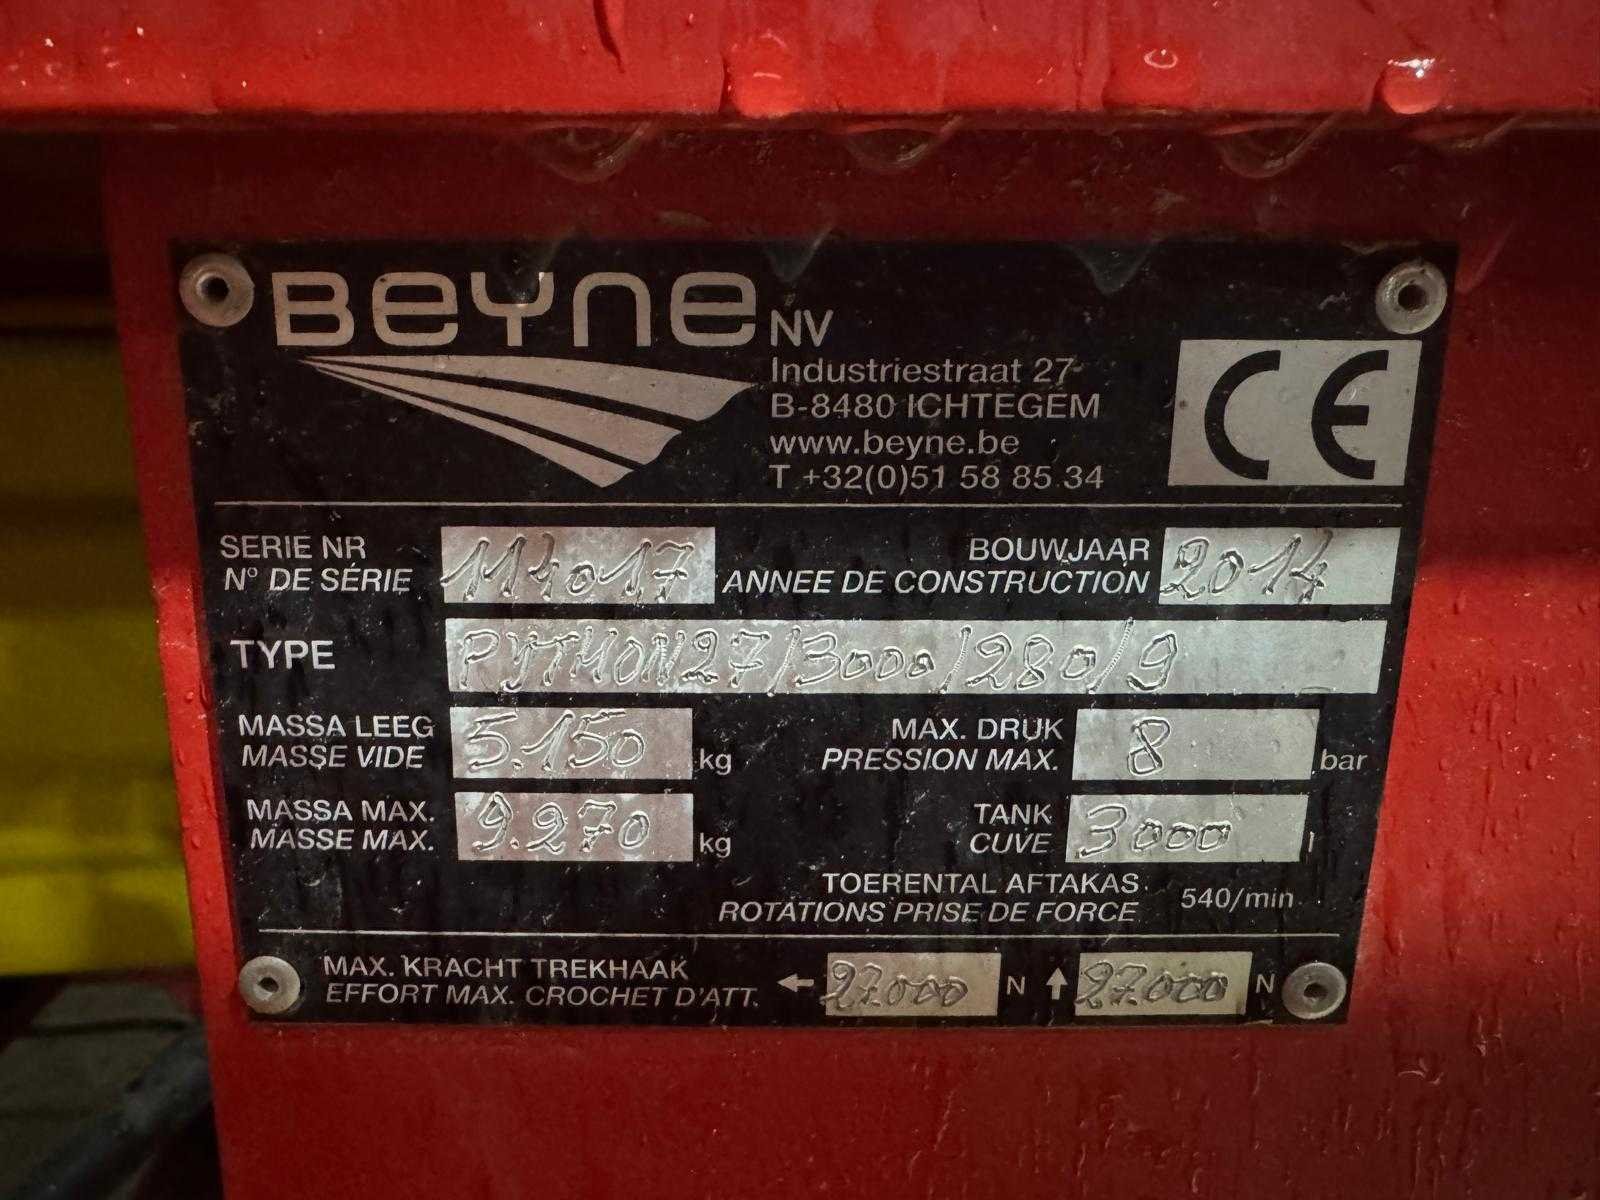 BEYNE NV
Industriestraat 27
B-8480 ICHTEGEM
www.beyne.be
T +32(0)51 58 85 34
CE
SERIE NR
N° DE SÉRIE
114017
BOUWJAAR
ANNEE DE CONSTRUCTION
2014
TYPE
PYTHON27/3000/280/9
MASSA LEEG
MASSE VIDE
5.150 kg
MAX. DRUK
PRESSION MAX.
8 bar
MASSA MAX.
MASSE MAX.
9.270 kg
TANK
CUVE
3000 l
TOERENTAL AFTAKAS
ROTATIONS PRISE DE FORCE
540/min
MAX. KRACHT TREKHAAK
EFFORT MAX. CROCHET D'ATT.
← 27000 N ↑ 27000 N